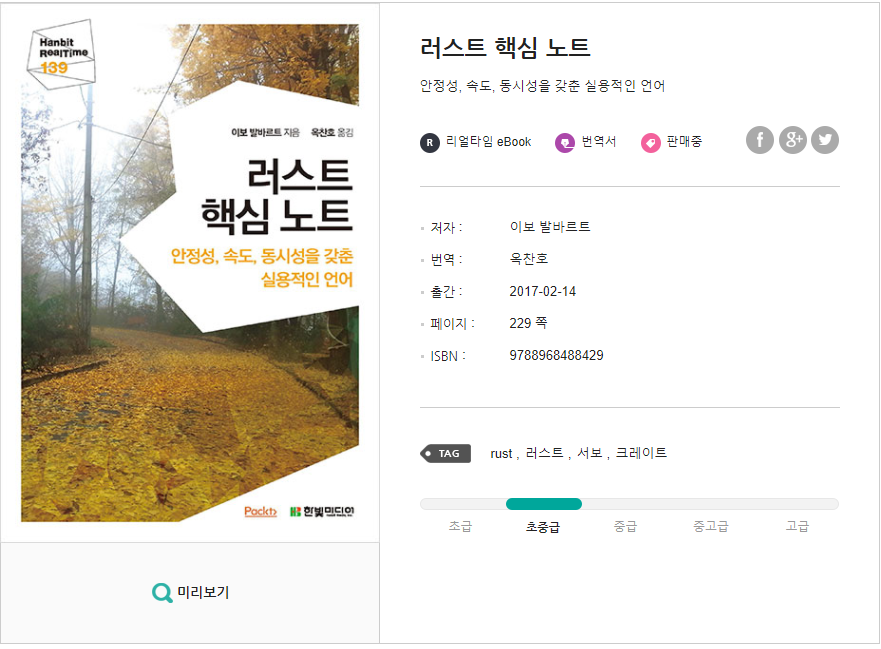 Hanbit
RealTime
139
이보 발바르트 지음 옥찬호 옮김
러스트
핵심 노트
안정성, 속도, 동시성을 갖춘
실용적인 언어
Packt>
한빛미디어
미리보기
러스트 핵심 노트
안정성, 속도, 동시성을 갖춘 실용적인 언어
R 리얼타임 eBook 번역서 판매중
f g+
저자 : 이보 발바르트
번역 : 옥찬호
출간 : 2017-02-14
페이지 : 229 쪽
ISBN : 9788968488429
TAG rust , 러스트 , 서보 , 크레이트
초급 초중급 중급 중고급 고급